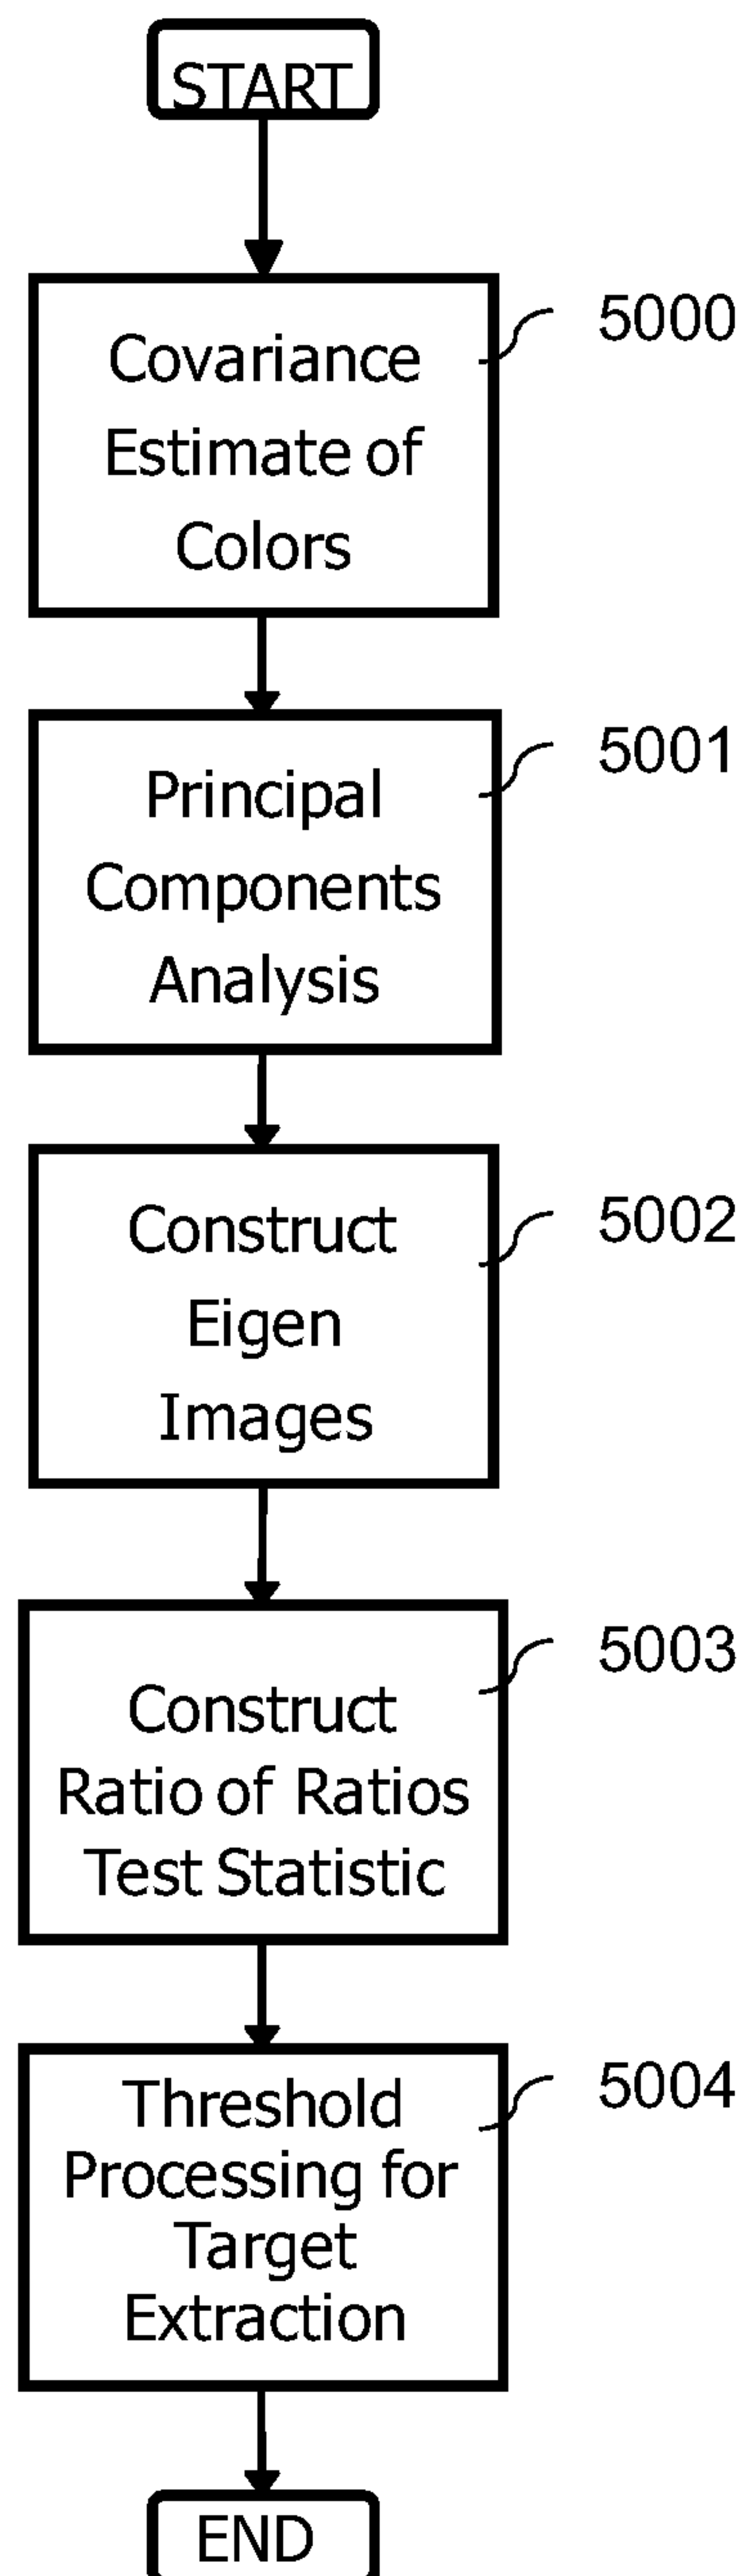 START
Covariance
Estimate of
Colors
5000
Principal
Components
Analysis
5001
Construct
Eigen
Images
5002
Construct
Ratio of Ratios
Test Statistic
5003
Threshold
Processing for
Target
Extraction
5004
END